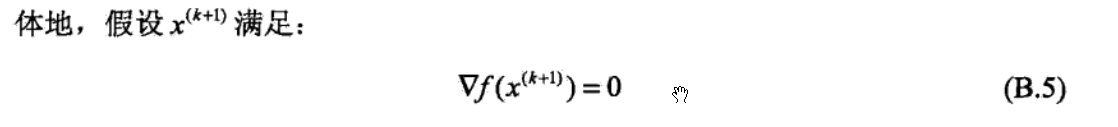 体地，假设 x^(k+1) 满足：
∇f(x^(k+1)) = 0 (B.5)